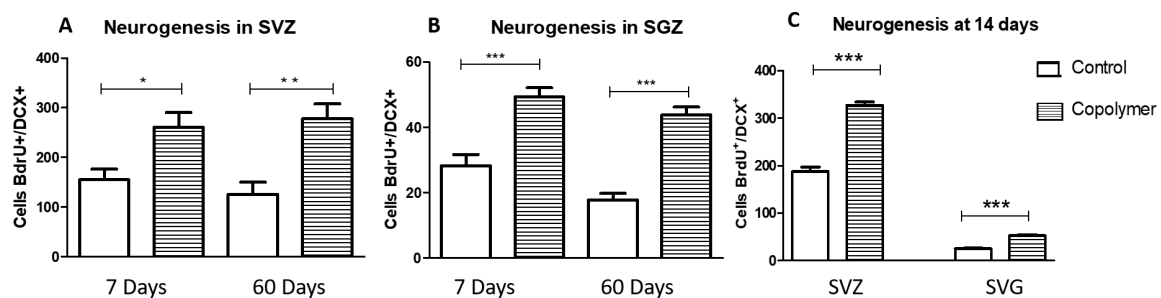 A
Neurogenesis in SVZ
Cells BdrU+/DCX+
400
300
200
100
0
*
**
7 Days
60 Days
B
Neurogenesis in SGZ
Cells BdrU+/DCX+
60
40
20
0
***
***
7 Days
60 Days
C
Neurogenesis at 14 days
Cells BrdU⁺/DCX⁺
400
300
200
100
0
***
***
SVZ
SVG
Control
Copolymer